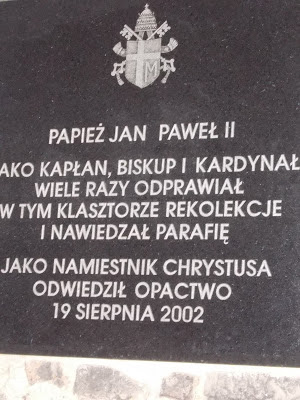 M
PAPIEŻ JAN PAWEŁ II
JAKO KAPŁAN, BISKUP I KARDYNAŁ
WIELE RAZY ODPRAWIAŁ
W TYM KLASZTORZE REKOLEKCJE
I NAWIEDZAŁ PARAFIĘ
JAKO NAMIESTNIK CHRYSTUSA
ODWIEDZIŁ OPACTWO
19 SIERPNIA 2002